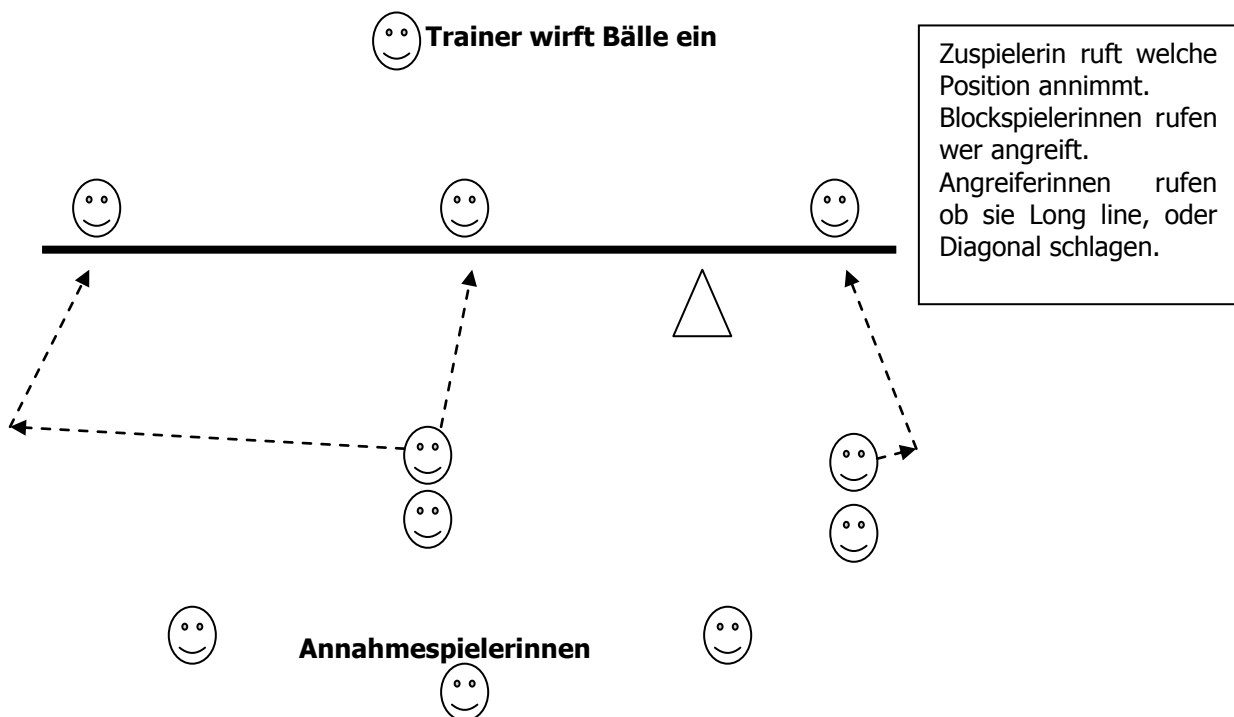 Trainer wirft Bälle ein
Zuspielerin ruft welche
Position annimmt.
Blockspielerinnen rufen
wer angreift.
Angreiferinnen rufen
ob sie Long line, oder
Diagonal schlagen.
Annahmespielerinnen